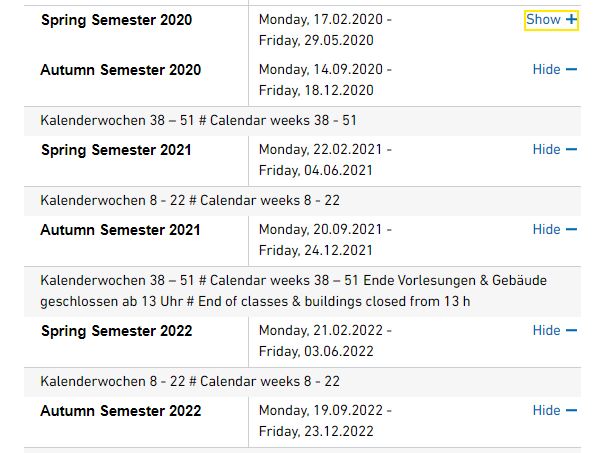 Spring Semester 2020 Monday, 17.02.2020 - Show +
Friday, 29.05.2020
Autumn Semester 2020 Monday, 14.09.2020 - Hide –
Friday, 18.12.2020
Kalenderwochen 38 – 51 # Calendar weeks 38 - 51
Spring Semester 2021 Monday, 22.02.2021 - Hide –
Friday, 04.06.2021
Kalenderwochen 8 - 22 # Calendar weeks 8 - 22
Autumn Semester 2021 Monday, 20.09.2021 - Hide –
Friday, 24.12.2021
Kalenderwochen 38 – 51 # Calendar weeks 38 – 51 Ende Vorlesungen & Gebäude
geschlossen ab 13 Uhr # End of classes & buildings closed from 13 h
Spring Semester 2022 Monday, 21.02.2022 - Hide –
Friday, 03.06.2022
Kalenderwochen 8 - 22 # Calendar weeks 8 - 22
Autumn Semester 2022 Monday, 19.09.2022 - Hide –
Friday, 23.12.2022